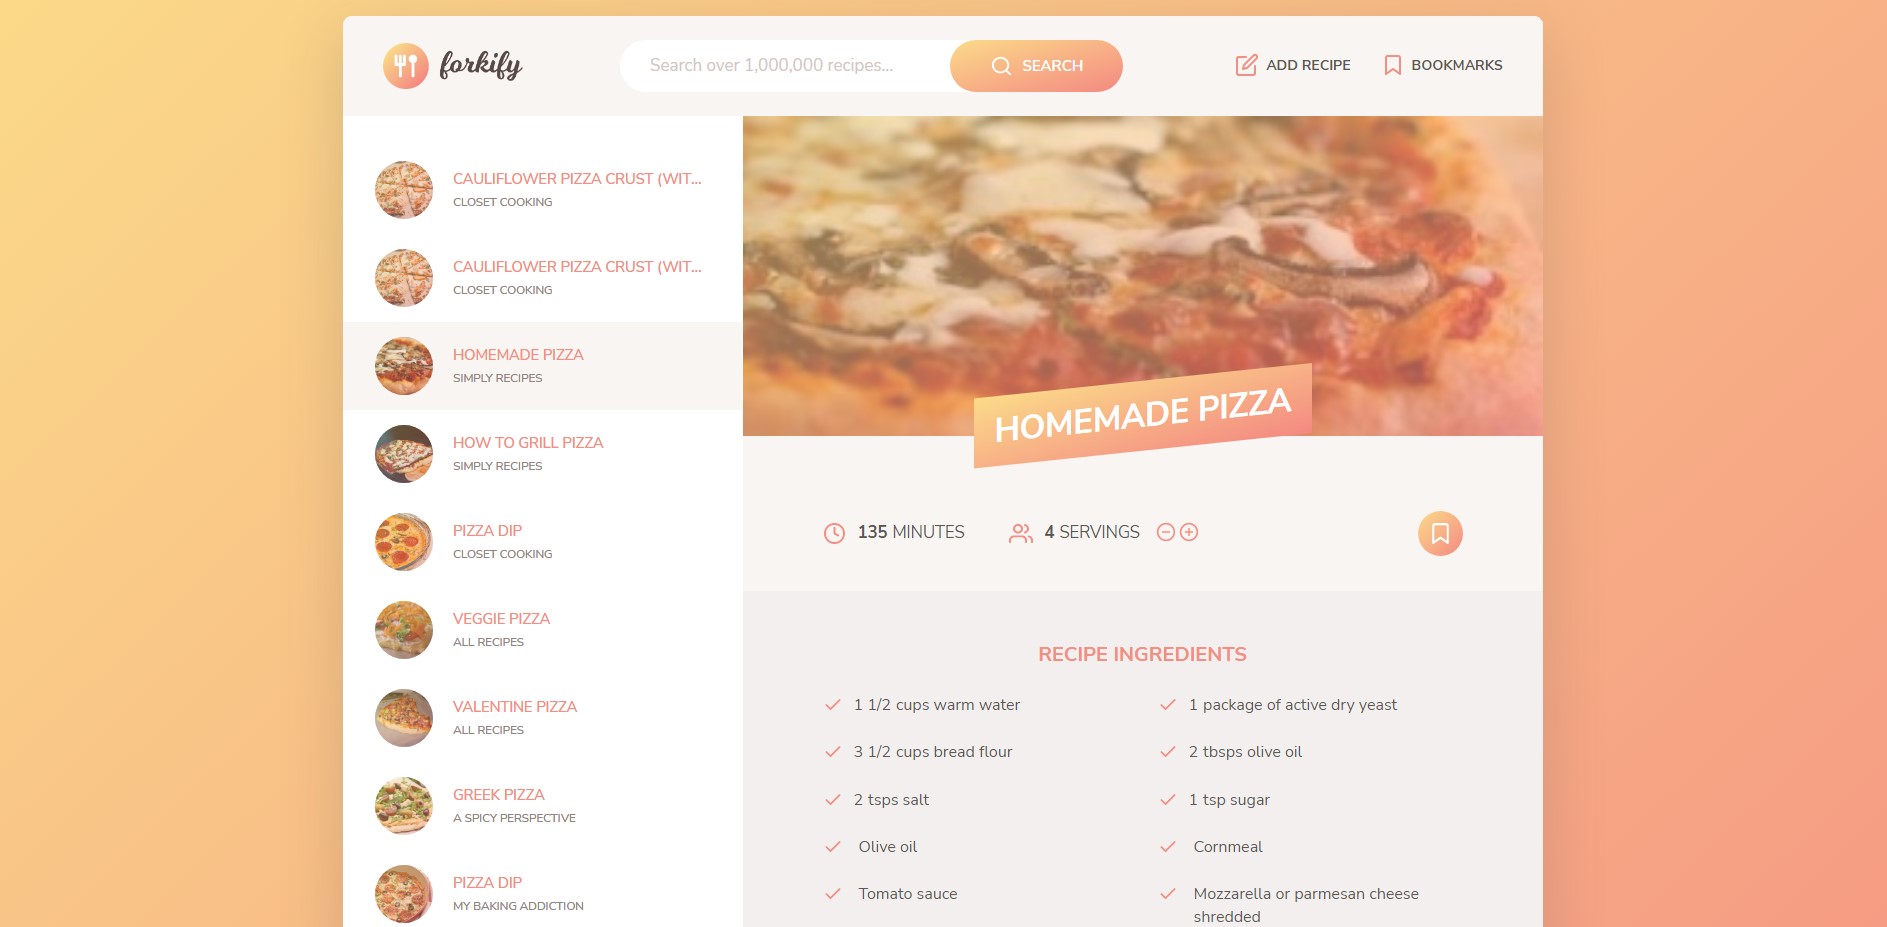 forkify
Search over 1,000,000 recipes...
SEARCH
ADD RECIPE
BOOKMARKS
CAULIFLOWER PIZZA CRUST (WIT...
CLOSET COOKING
CAULIFLOWER PIZZA CRUST (WIT...
CLOSET COOKING
HOMEMADE PIZZA
SIMPLY RECIPES
HOW TO GRILL PIZZA
SIMPLY RECIPES
PIZZA DIP
CLOSET COOKING
VEGGIE PIZZA
ALL RECIPES
VALENTINE PIZZA
ALL RECIPES
GREEK PIZZA
A SPICY PERSPECTIVE
PIZZA DIP
MY BAKING ADDICTION
HOMEMADE PIZZA
135 MINUTES
4 SERVINGS
RECIPE INGREDIENTS
1 1/2 cups warm water
1 package of active dry yeast
3 1/2 cups bread flour
2 tbsps olive oil
2 tsps salt
1 tsp sugar
Olive oil
Cornmeal
Tomato sauce
Mozzarella or parmesan cheese
shredded